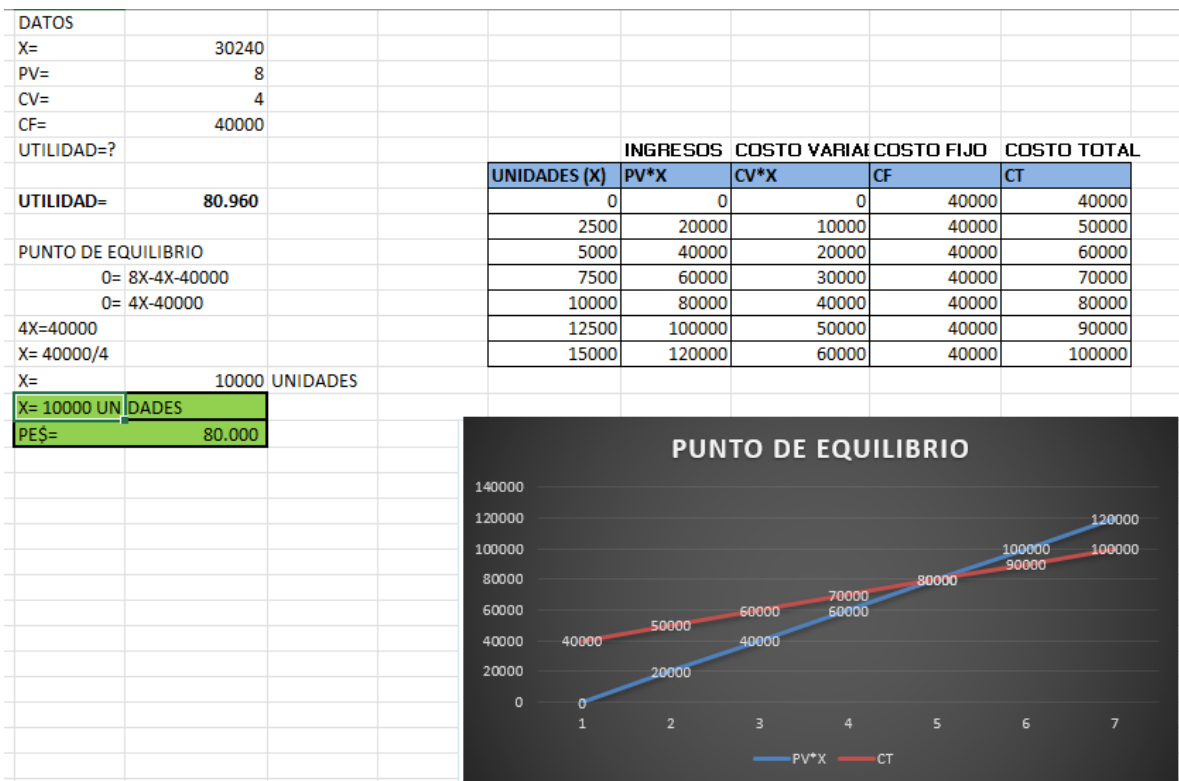 DATOS
X= 30240
PV= 8
CV= 4
CF= 40000
UTILIDAD=?
UTILIDAD= 80.960
PUNTO DE EQUILIBRIO
0= 8X-4X-40000
0= 4X-40000
4X=40000
X= 40000/4
X= 10000 UNIDADES
X= 10000 UNIDADES
PE$= 80.000
INGRESOS COSTO VARIAE COSTO FIJO COSTO TOTAL
UNIDADES (X) PV*X CV*X CF CT
0 0 0 40000 40000
2500 20000 10000 40000 50000
5000 40000 20000 40000 60000
7500 60000 30000 40000 70000
10000 80000 40000 40000 80000
12500 100000 50000 40000 90000
15000 120000 60000 40000 100000
PUNTO DE EQUILIBRIO
140000
120000
100000
80000
60000
40000
20000
0
40000 50000 60000 70000 80000 90000 100000
0 20000 40000 60000 80000 100000 120000
1 2 3 4 5 6 7
PV*X CT